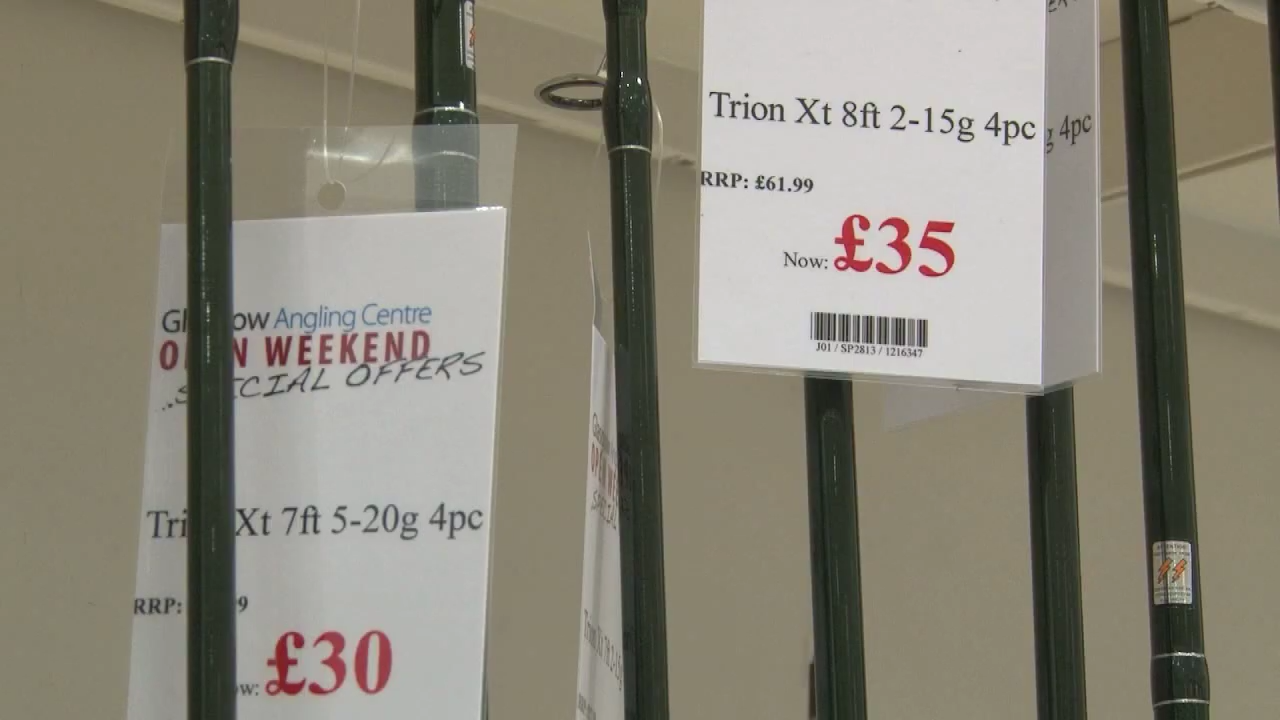 Trion Xt 8ft 2-15g 4pc
g 4pc
RRP: £61.99
Now: £35
J01 / SP2813 / 1216347
Angling Centre
WEEKEND
OFFERS
Xt 7ft 5-20g 4pc
RRP:
£30